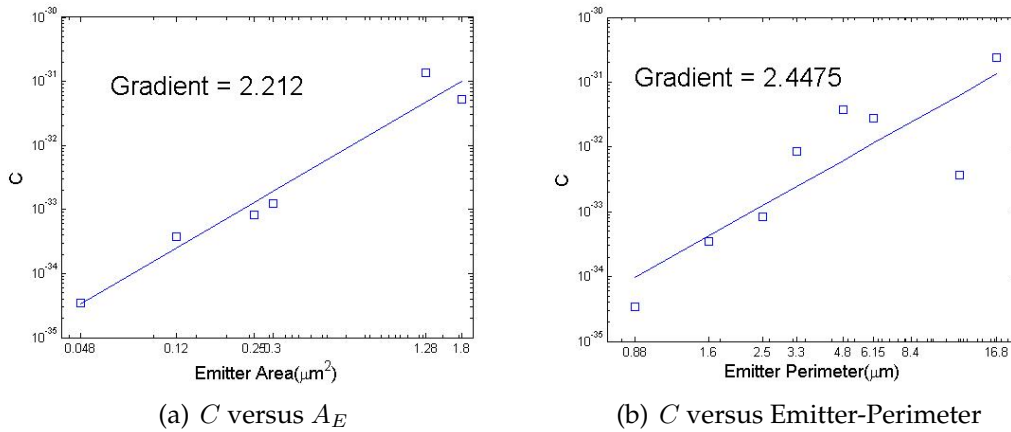 10^-30
10^-31
10^-32
10^-33
10^-34
10^-35
C
Gradient = 2.212
0.048 0.12 0.25 0.3 1.28 1.8
Emitter Area(μm^2)
(a) C versus A_E
10^-30
10^-31
10^-32
10^-33
10^-34
10^-35
C
Gradient = 2.4475
0.88 1.6 2.5 3.3 4.8 6.15 8.4 16.8
Emitter Perimeter(μm)
(b) C versus Emitter-Perimeter